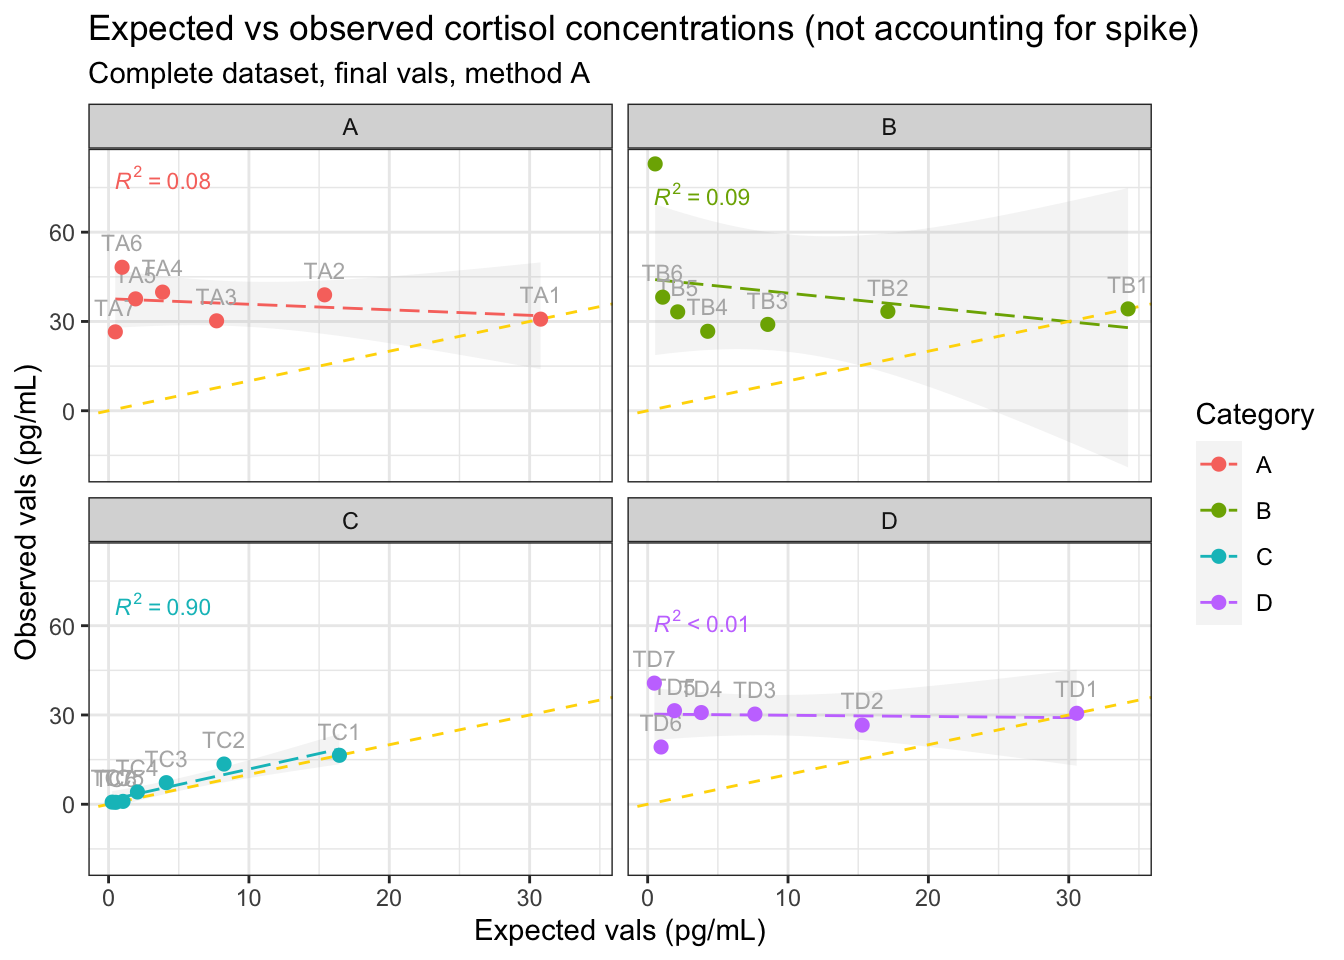 Expected vs observed cortisol concentrations (not accounting for spike)
Complete dataset, final vals, method A
A
B
R² = 0.08
R² = 0.09
60
30
0
TA6
TA5
TA4
TA7
TA3
TA2
TA1
TB6
TB5
TB4
TB3
TB2
TB1
C
D
R² = 0.90
R² < 0.01
60
30
0
TC4
TC3
TC2
TC1
TD7
TD5
TD4
TD6
TD3
TD2
TD1
0
10
20
30
0
10
20
30
Expected vals (pg/mL)
Observed vals (pg/mL)
Category
A
B
C
D